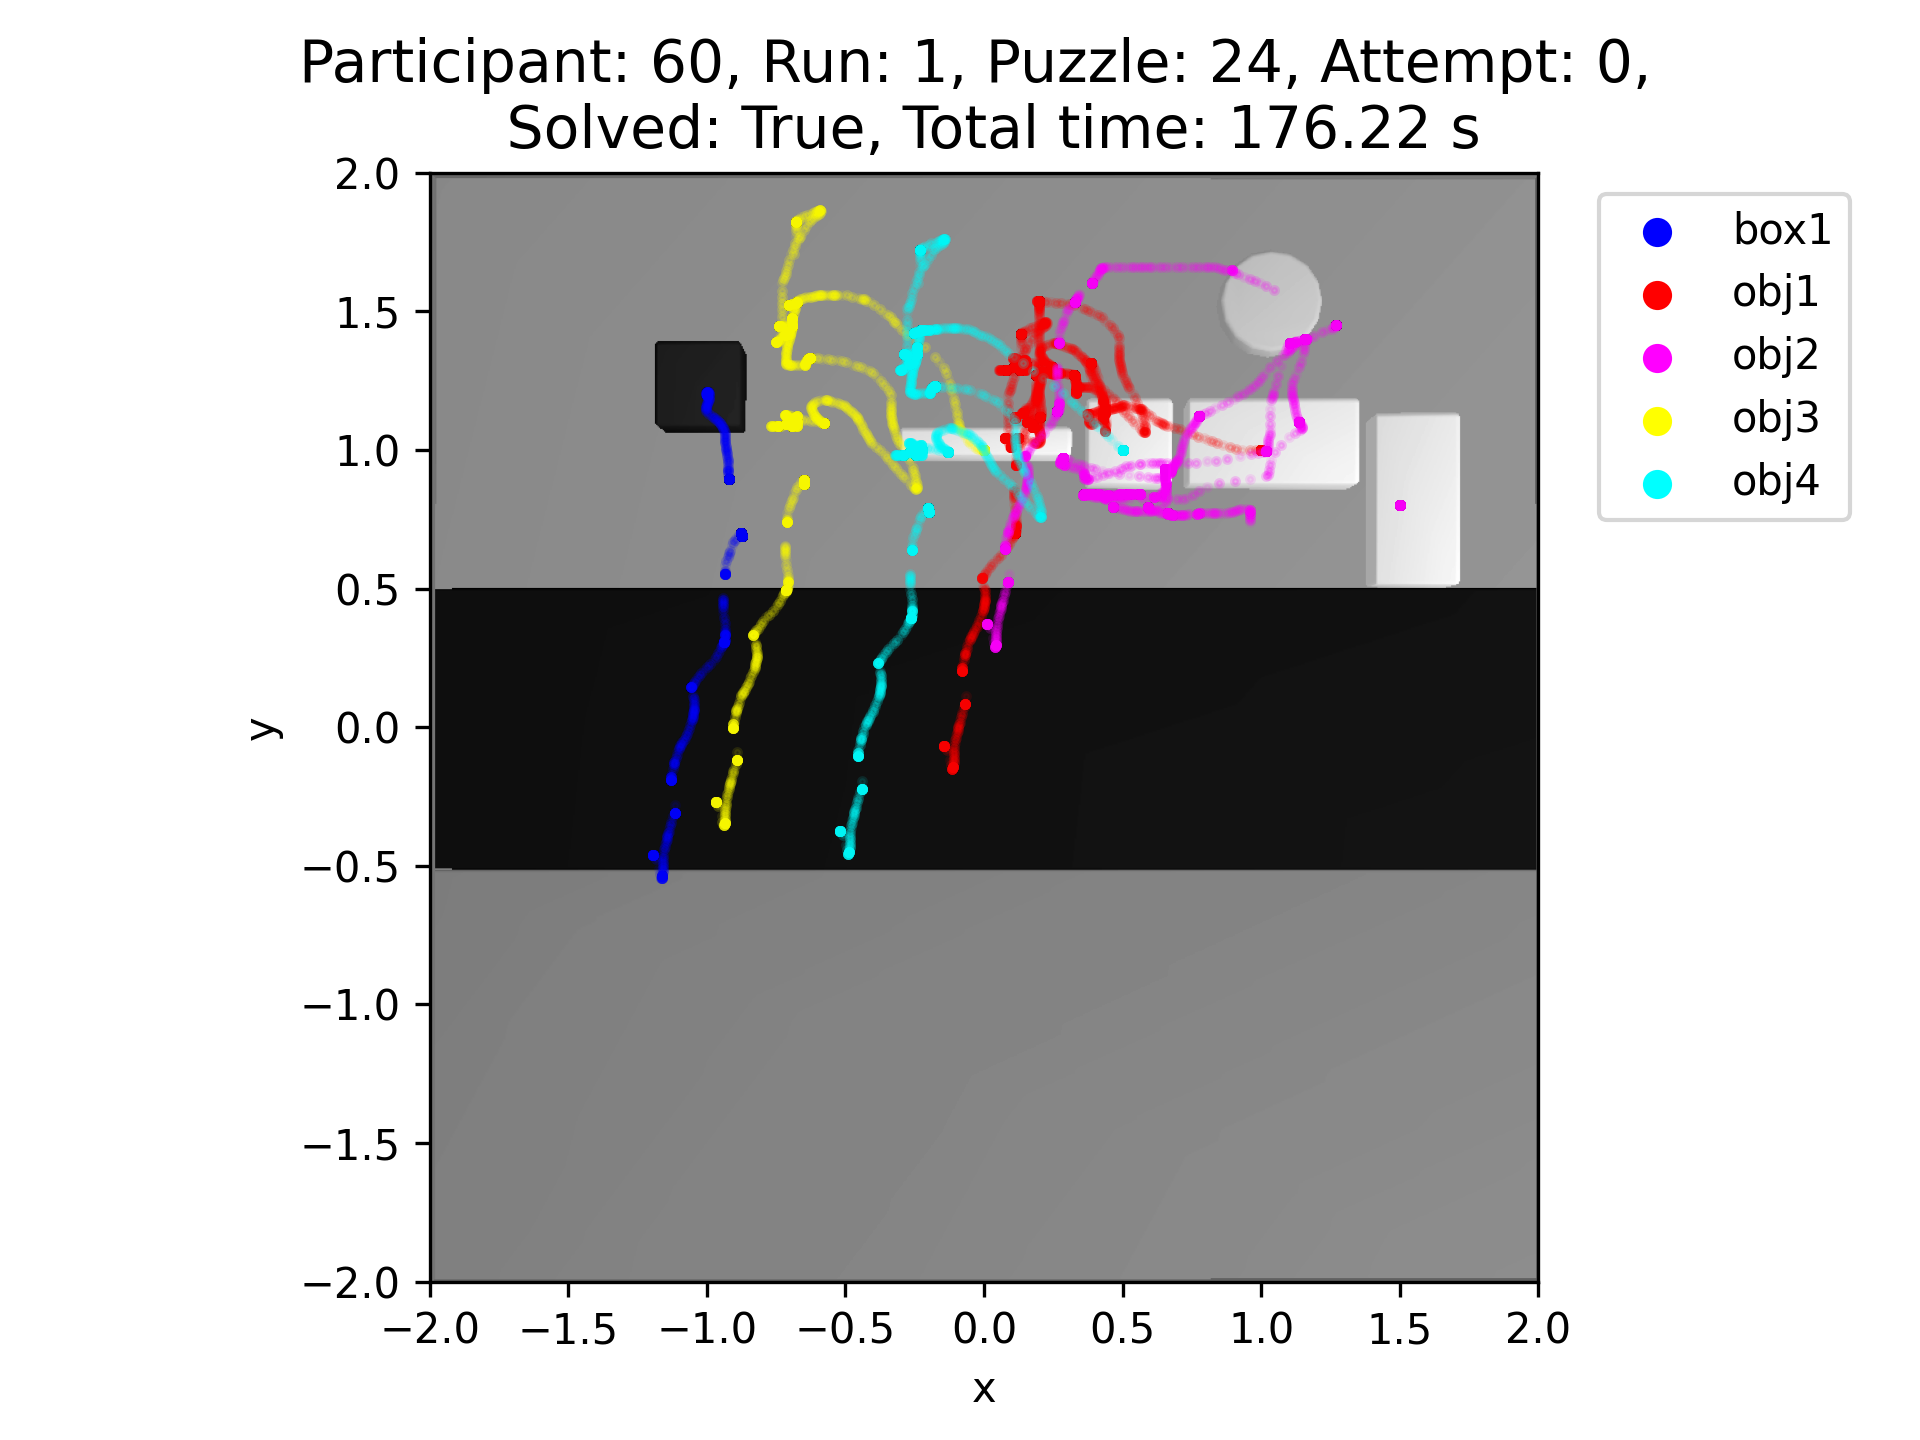 Participant: 60, Run: 1, Puzzle: 24, Attempt: 0,
Solved: True, Total time: 176.22 s
2.0
1.5
1.0
0.5
0.0
−0.5
−1.0
−1.5
−2.0
y
−2.0 −1.5 −1.0 −0.5 0.0 0.5 1.0 1.5 2.0
x
box1
obj1
obj2
obj3
obj4